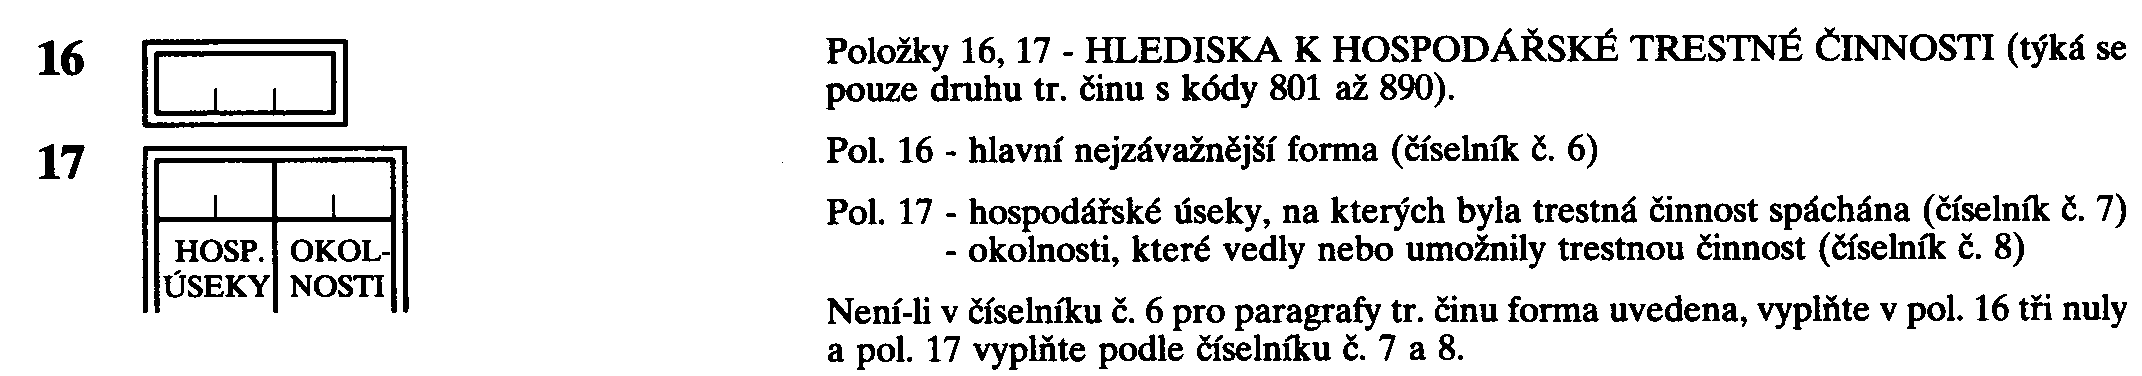 16
17
HOSP. OKOL-
ÚSEKY NOSTI
Položky 16, 17 - HLEDISKA K HOSPODÁŘSKÉ TRESTNÉ ČINNOSTI (týká se
pouze druhu tr. činu s kódy 801 až 890).
Pol. 16 - hlavní nejzávažnější forma (číselník č. 6)
Pol. 17 - hospodářské úseky, na kterých byla trestná činnost spáchána (číselník č. 7)
- okolnosti, které vedly nebo umožnily trestnou činnost (číselník č. 8)
Není-li v číselníku č. 6 pro paragrafy tr. činu forma uvedena, vyplňte v pol. 16 tři nuly
a pol. 17 vyplňte podle číselníku č. 7 a 8.